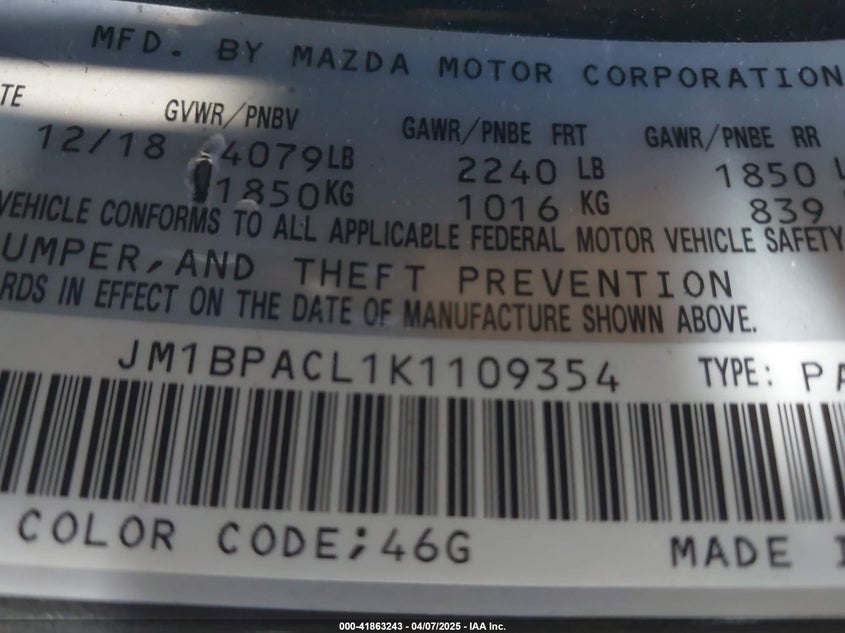 MFD. BY MAZDA MOTOR CORPORATION
TE GVWR/PNBV GAWR/PNBE FRT GAWR/PNBE RR
12/18 4079LB 2240 LB 1850 L
1850KG 1016 KG 839
VEHICLE CONFORMS TO ALL APPLICABLE FEDERAL MOTOR VEHICLE SAFETY
UMPER, AND THEFT PREVENTION
RDS IN EFFECT ON THE DATE OF MANUFACTURE SHOWN ABOVE.
JM1BPACL1K1109354 TYPE: PA
COLOR CODE;46G MADE I
000-41863243 - 04/07/2025 - IAA Inc.